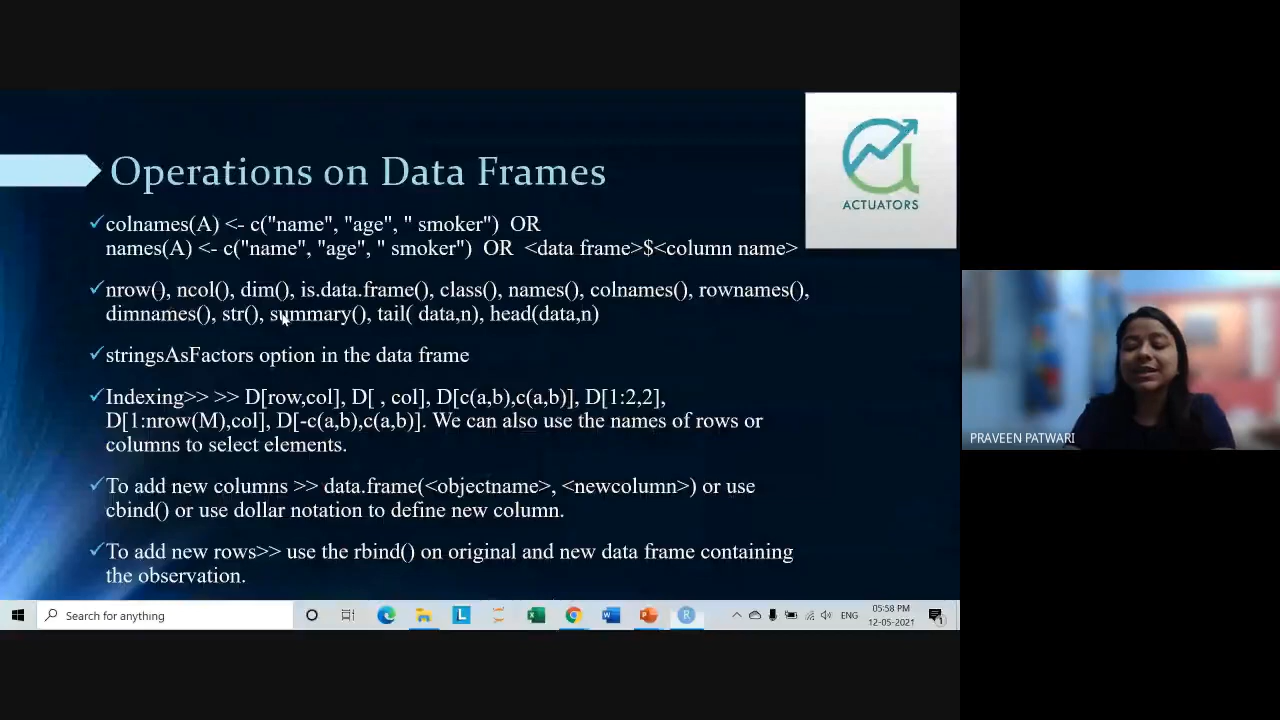 Operations on Data Frames
ACTUATORS
colnames(A) <- c("name", "age", " smoker")  OR
names(A) <- c("name", "age", " smoker")  OR  <data frame>$<column name>
nrow(), ncol(), dim(), is.data.frame(), class(), names(), colnames(), rownames(),
dimnames(), str(), summary(), tail( data,n), head(data,n)
stringsAsFactors option in the data frame
Indexing>> >> D[row,col], D[ , col], D[c(a,b),c(a,b)], D[1:2,2],
D[1:nrow(M),col], D[-c(a,b),c(a,b)]. We can also use the names of rows or
columns to select elements.
To add new columns >> data.frame(<objectname>, <newcolumn>) or use
cbind() or use dollar notation to define new column.
To add new rows>> use the rbind() on original and new data frame containing
the observation.
PRAVEEN PATWARI
Search for anything
ENG
05:58 PM
12-05-2021